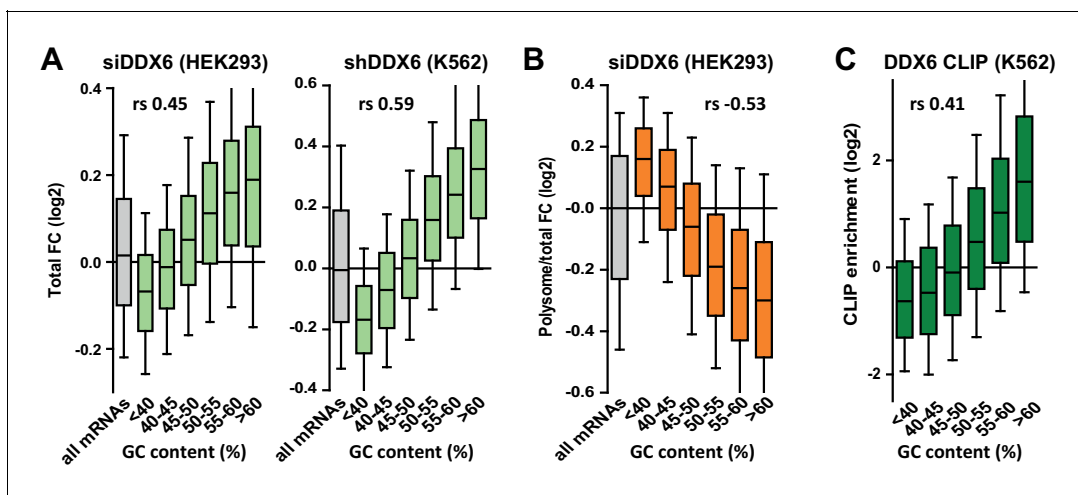 A
siDDX6 (HEK293)
rs 0.45
Total FC (log2)
0.4
0.2
0.0
-0.2
all mRNAs
<40
40-45
45-50
50-55
55-60
>60
GC content (%)
shDDX6 (K562)
rs 0.59
0.6
0.4
0.2
0.0
-0.2
-0.4
all mRNAs
<40
40-45
45-50
50-55
55-60
>60
GC content (%)
B
siDDX6 (HEK293)
rs -0.53
Polysome/total FC (log2)
0.4
0.2
-0.0
-0.2
-0.4
-0.6
all mRNAs
<40
40-45
45-50
50-55
55-60
>60
GC content (%)
C
DDX6 CLIP (K562)
rs 0.41
CLIP enrichment (log2)
2
0
-2
<40
40-45
45-50
50-55
55-60
>60
GC content (%)